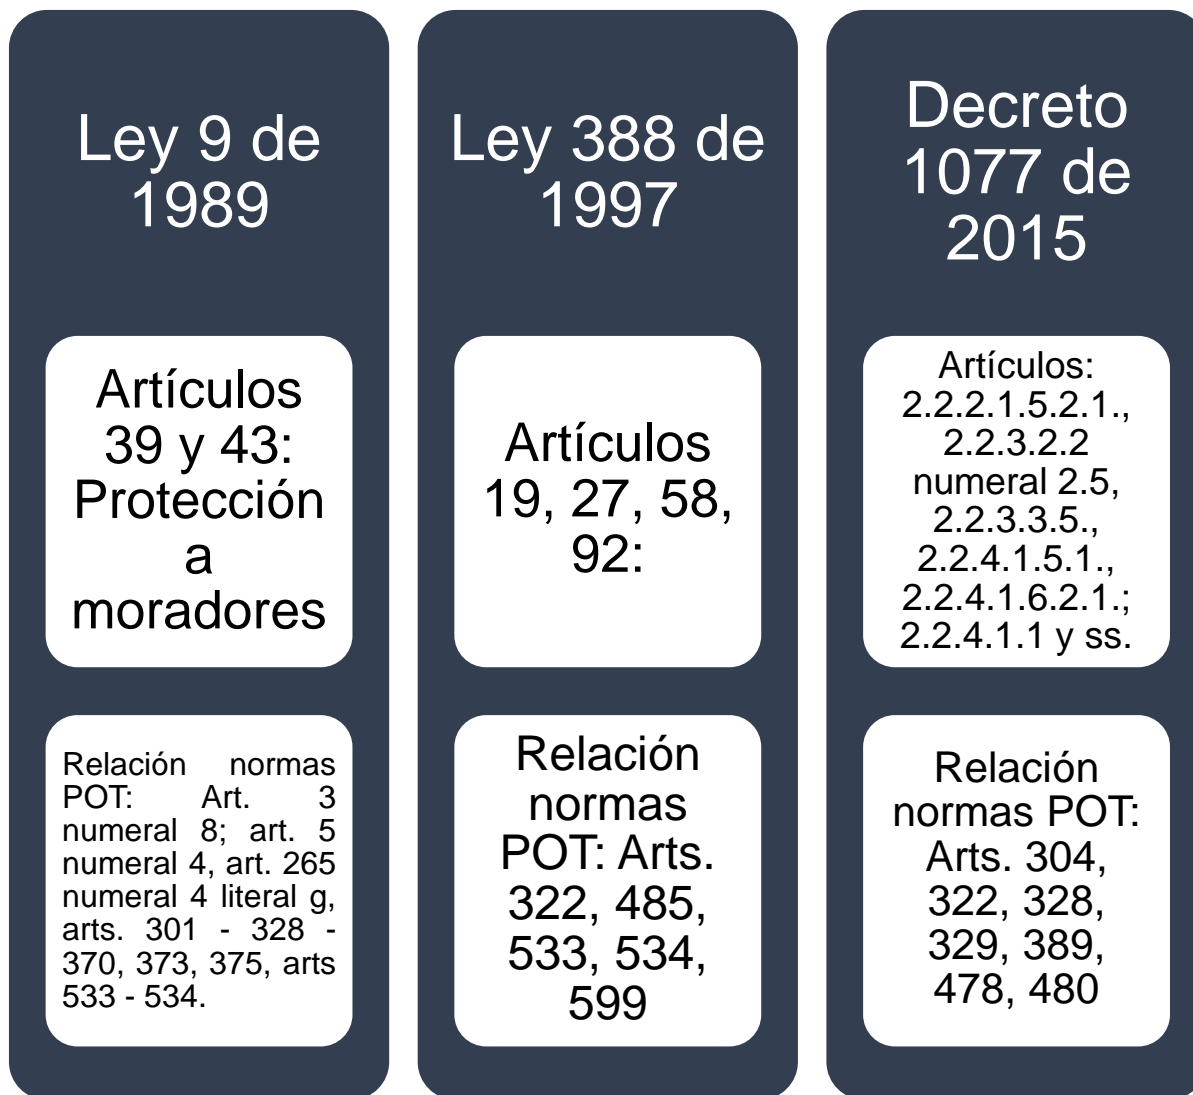 Ley 9 de
1989
Artículos
39 y 43:
Protección
a
moradores
Relación normas
POT: Art. 3
numeral 8; art. 5
numeral 4, art. 265
numeral 4 literal g,
arts. 301 - 328 -
370, 373, 375, arts
533 - 534.
Ley 388 de
1997
Artículos
19, 27, 58,
92:
Relación
normas
POT: Arts.
322, 485,
533, 534,
599
Decreto
1077 de
2015
Artículos:
2.2.2.1.5.2.1.,
2.2.3.2.2
numeral 2.5,
2.2.3.3.5.,
2.2.4.1.5.1.,
2.2.4.1.6.2.1.;
2.2.4.1.1 y ss.
Relación
normas POT:
Arts. 304,
322, 328,
329, 389,
478, 480